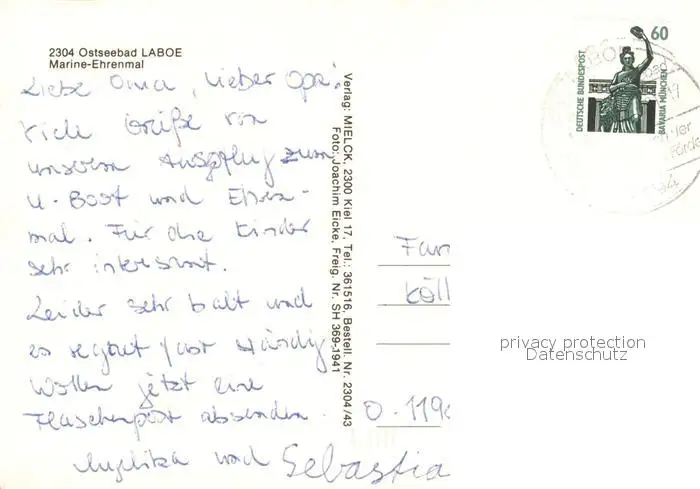 2304 Ostseebad LABOE
Marine-Ehrenmal
Liebe Oma, lieber Opa!
Viele Grüße von
unserem Ausflug zum
U-Boot und Ehren-
mal. Für die Kinder
sehr interessant.
Leider sehr kalt und
es regnet fast ständig
Wollen jetzt eine
Flaschenpost absenden.
Angelika und Sebastia
Verlag: MIELCK, 2300 Kiel 17, Tel.: 361516, Bestell. Nr. 2304/43
Foto: Joachim Eicke, Freig. Nr. SH 369-1941
60
DEUTSCHE BUNDESPOST
BAVARIA MÜNCHEN
Fam
Köll
O-119
privacy protection
Datenschutz